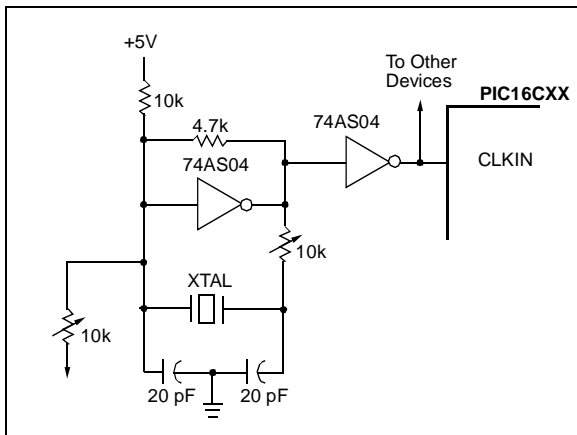 +5V
To Other
Devices
PIC16CXX
10k
4.7k
74AS04
74AS04
CLKIN
10k
XTAL
10k
20 pF
20 pF